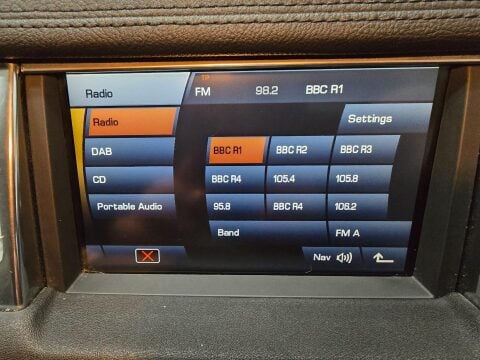 TP
Radio FM 98.2 BBC R1
Radio Settings
DAB BBC R1 BBC R2 BBC R3
CD BBC R4 105.4 105.8
Portable Audio 95.8 BBC R4 106.2
Band FM A
Nav